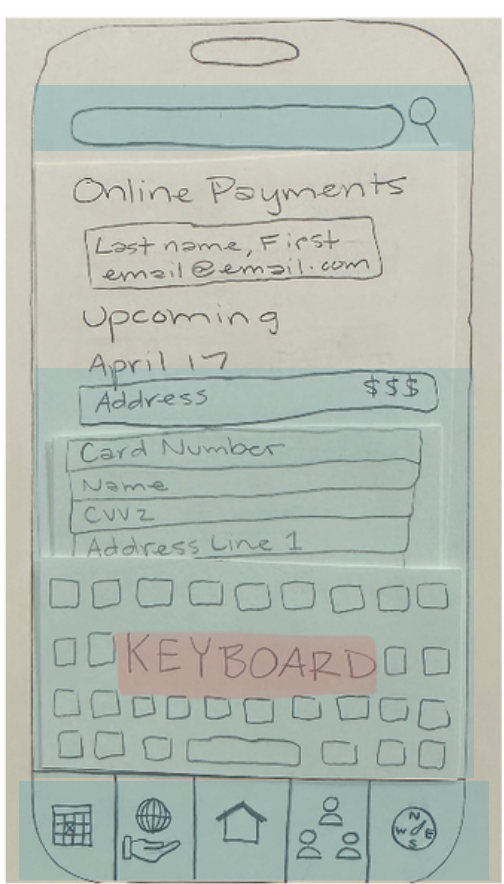 Online Payments
Last name, First
email@email.com
Upcoming
April 17
Address $$$
Card Number
Name
CVV2
Address Line 1
KEYBOARD
N
W E
S